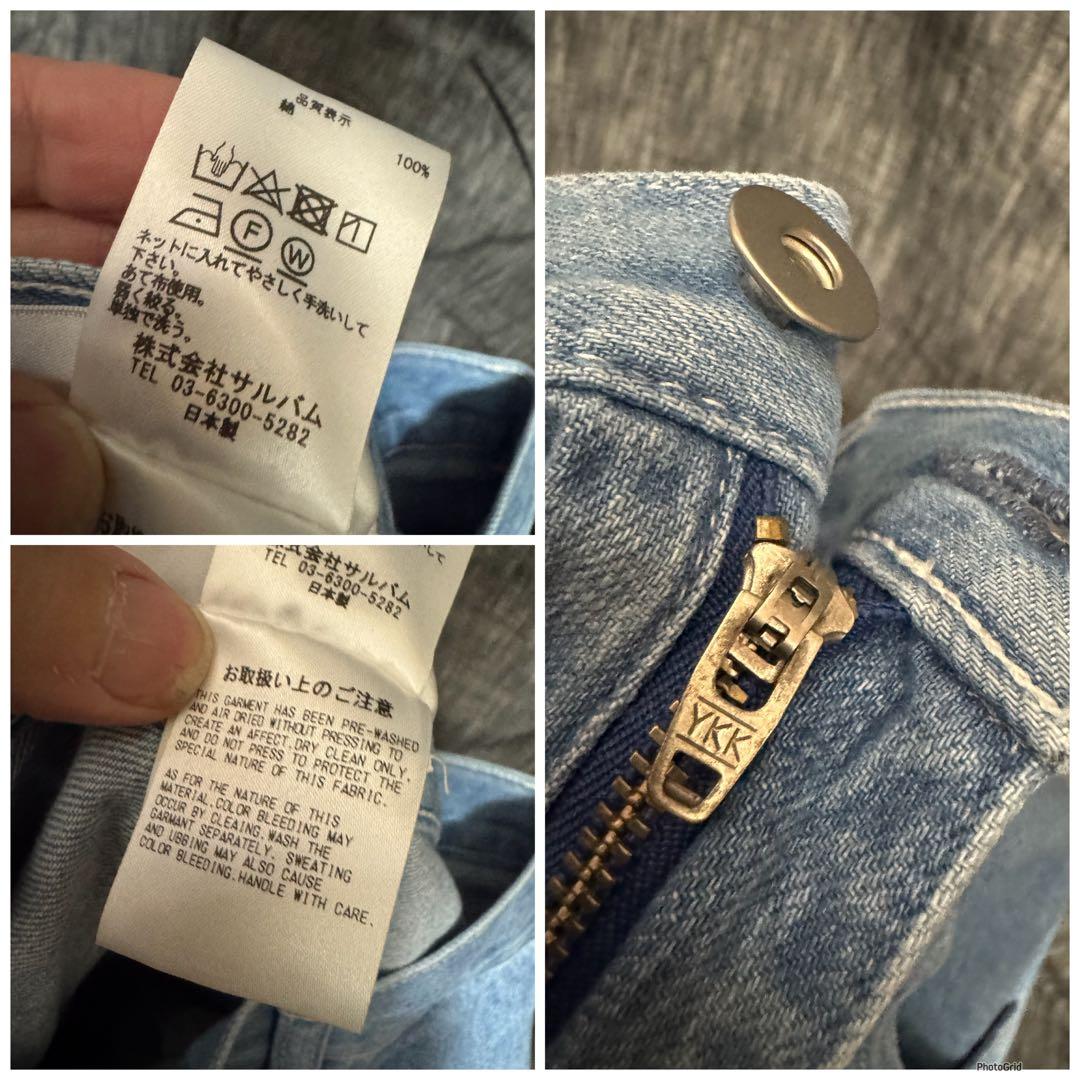 品質表示
綿 100%
F W
ネットに入れてやさしく手洗いして
下さい。
あて布使用。
弱く絞る。
単独で洗う。
株式会社サルバム
TEL 03-6300-5282
日本製
株式会社サルバム
TEL 03-6300-5282
日本製
お取扱い上のご注意
THIS GARMENT HAS BEEN PRE-WASHED
AND AIR DRIED WITHOUT PRESSING TO
CREATE AN AFFECT.DRY CLEAN ONLY,
AND DO NOT PRESS TO PROTECT THE
SPECIAL NATURE OF THIS FABRIC.
AS FOR THE NATURE OF THIS
MATERIAL,COLOR BLEEDING MAY
OCCUR BY CLEAING.WASH THE
GARMANT SEPARATELY. SWEATING
AND UBBING MAY ALSO CAUSE
COLOR BLEEDING.HANDLE WITH CARE.
YKK
PhotoGrid